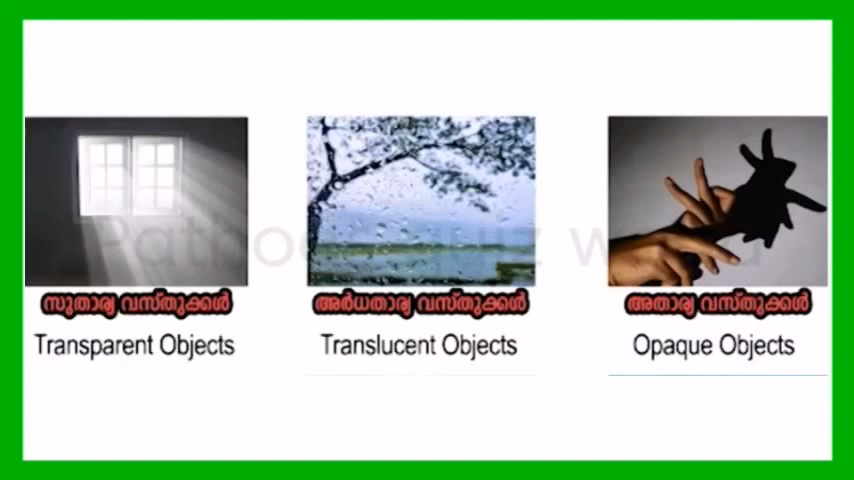 സുതാര്യ വസ്തുക്കൾ
അർധതാര്യ വസ്തുക്കൾ
അതാര്യ വസ്തുക്കൾ
Transparent Objects
Translucent Objects
Opaque Objects